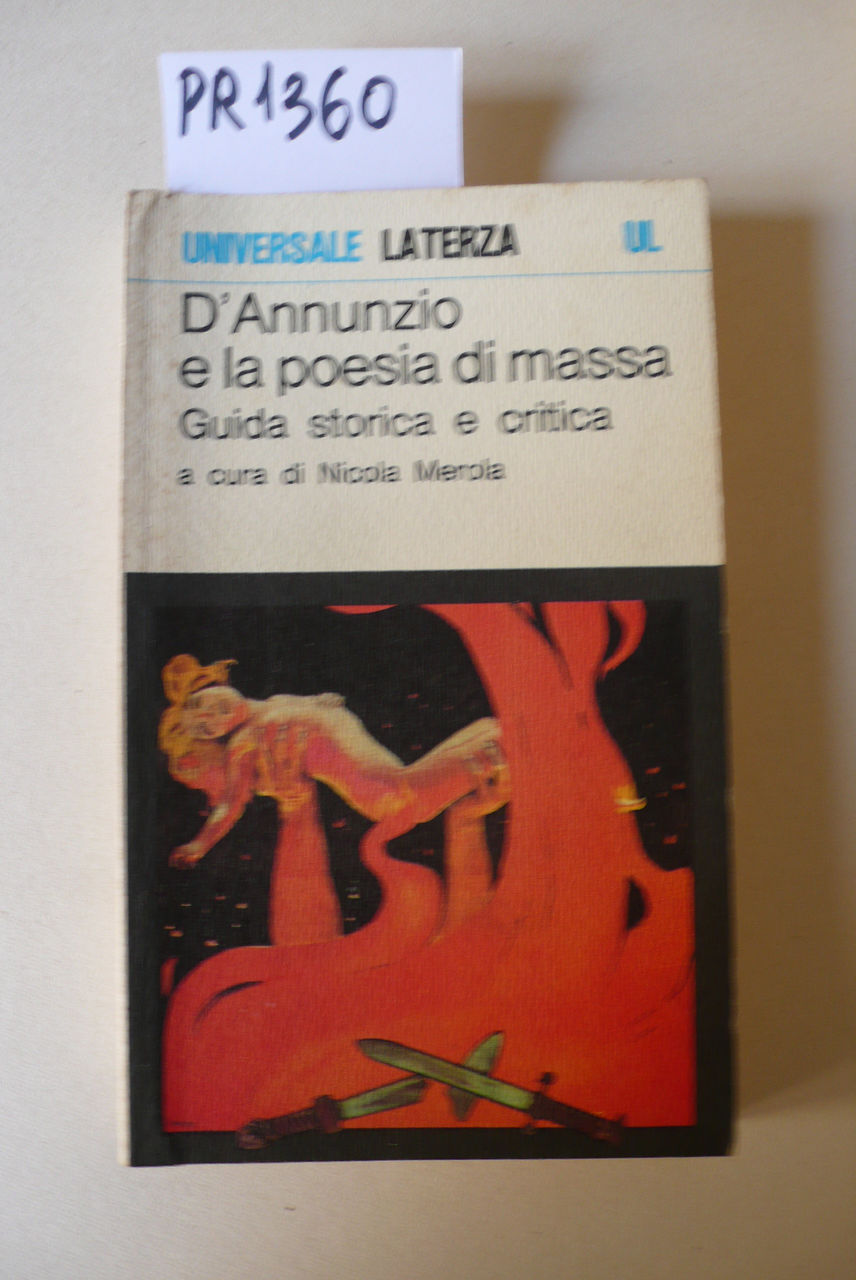 PR1360
UNIVERSALE LATERZA UL
D'Annunzio
e la poesia di massa
Guida storica e critica
a cura di Nicola Merola